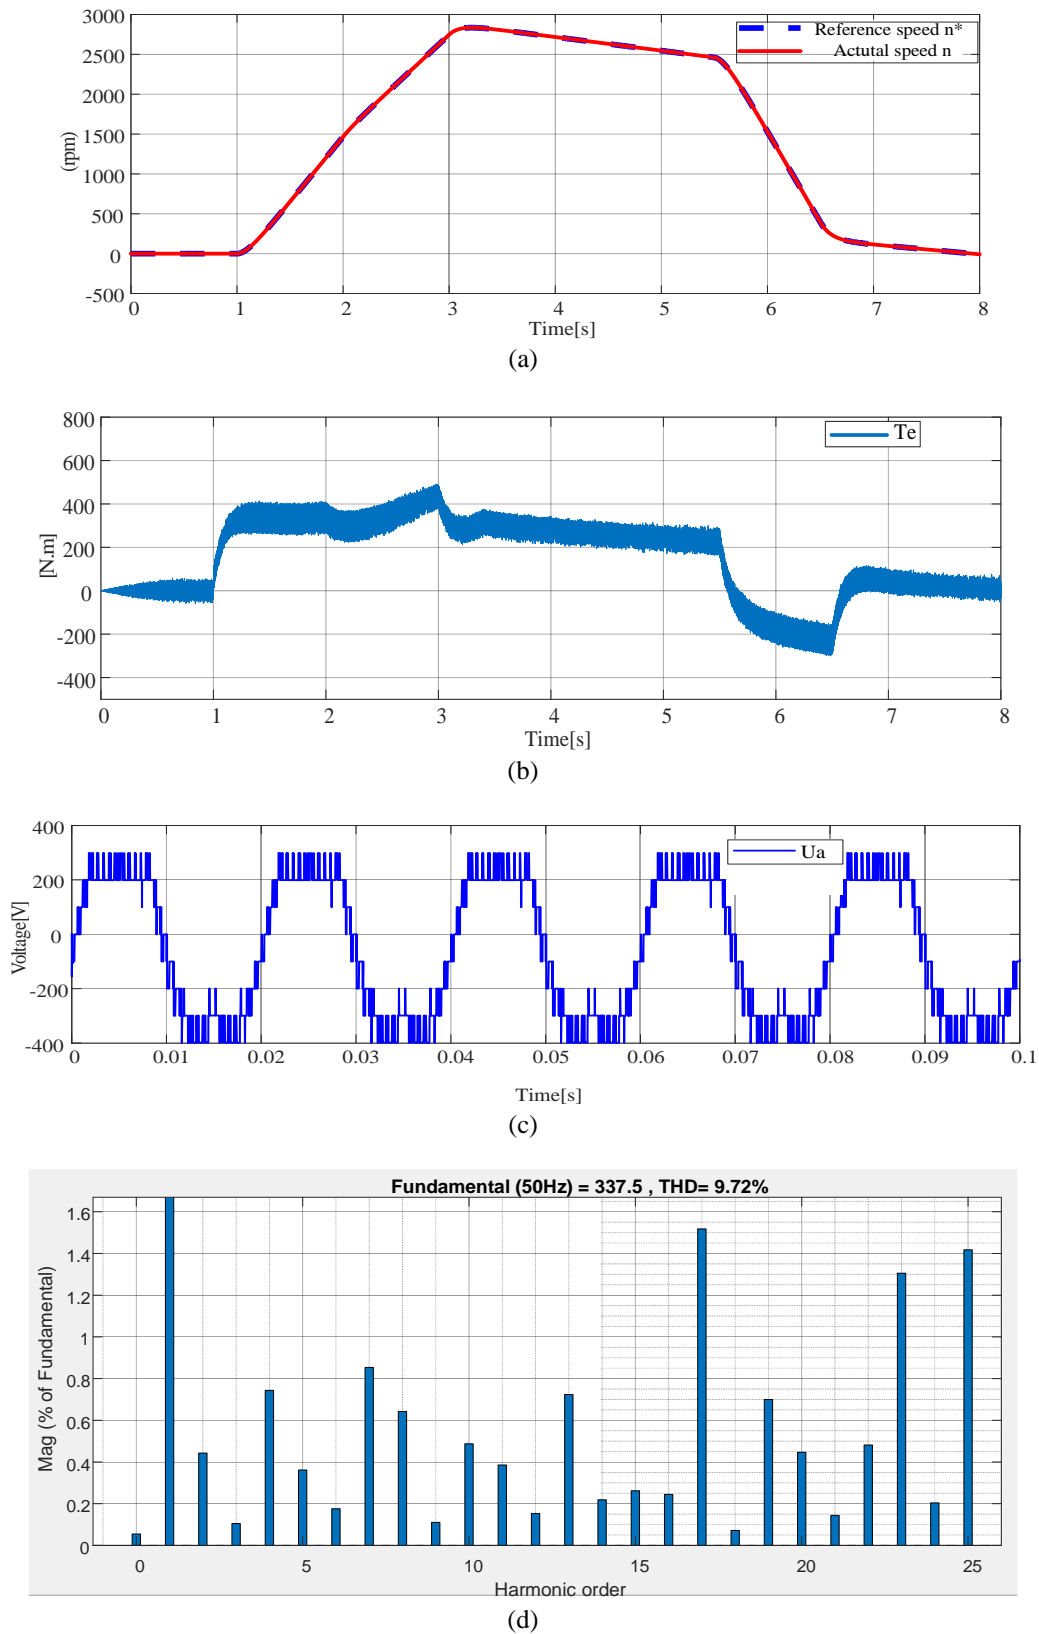 3000
Reference speed n*
Actutal speed n
2500
2000
(rpm)
1500
1000
500
0
-500
0 1 2 3 4 5 6 7 8
Time[s]
(a)
800
Te
600
400
[N.m]
200
0
-200
-400
0 1 2 3 4 5 6 7 8
Time[s]
(b)
400
Ua
200
Voltage[V]
0
-200
-400
0 0.01 0.02 0.03 0.04 0.05 0.06 0.07 0.08 0.09 0.1
Time[s]
(c)
Fundamental (50Hz) = 337.5 , THD= 9.72%
1.6
1.4
1.2
Mag (% of Fundamental)
1
0.8
0.6
0.4
0.2
0
0 5 10 15 20 25
Harmonic order
(d)